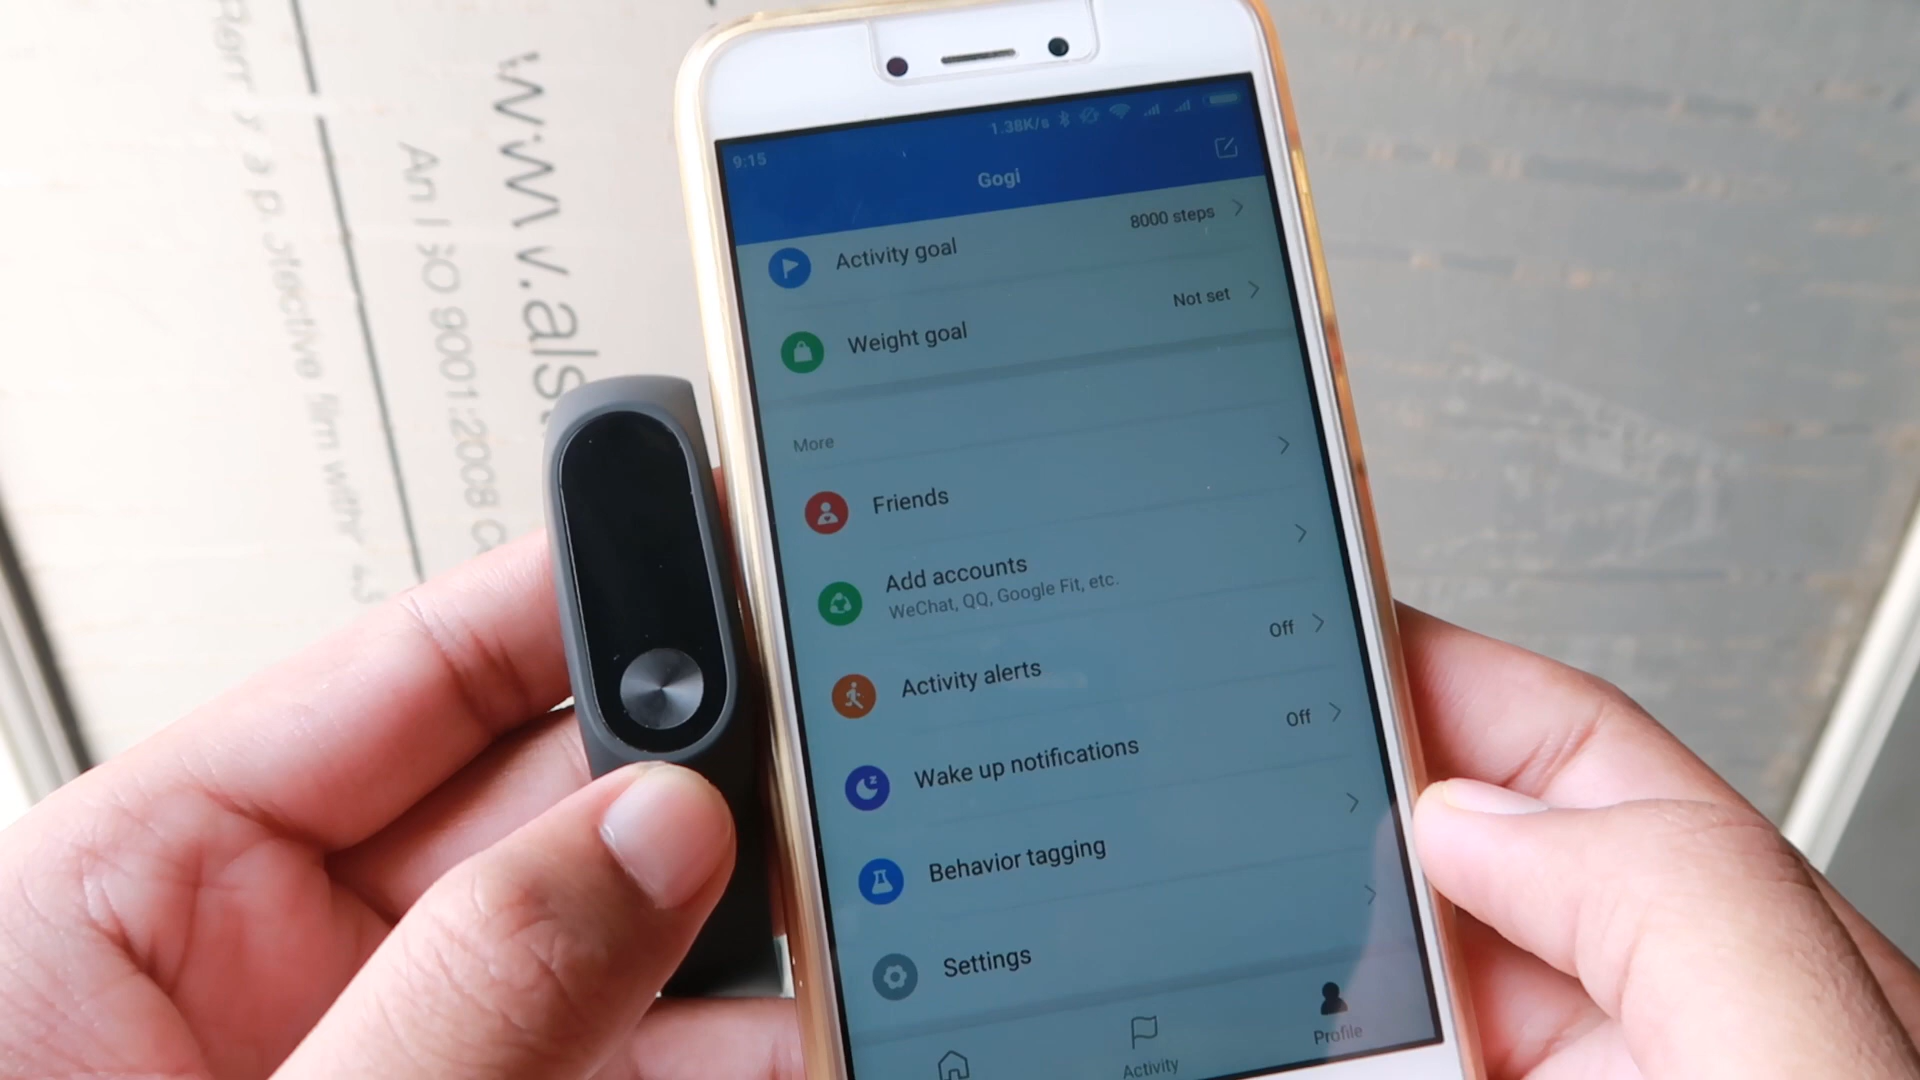 www.als
An ISO 9001:2008 C
9:15
1.38K/s
Gogi
Activity goal
8000 steps
Weight goal
Not set
More
Friends
Add accounts
WeChat, QQ, Google Fit, etc.
Activity alerts
Off
Wake up notifications
Off
Behavior tagging
Settings
Activity
Profile